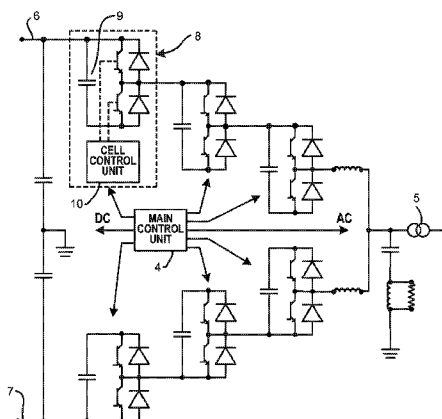 6
9
8
CELL
CONTROL
UNIT
10
5
DC
MAIN
CONTROL
UNIT
AC
4
7